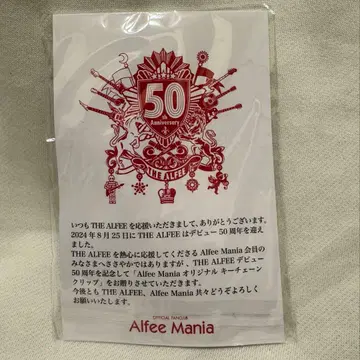 50
th
Anniversary
THE ALFEE
いつも THE ALFEE を応援いただきまして、ありがとうございます。
2024年8月25日に THE ALFEE はデビュー50周年を迎え
ました。
THE ALFEE を熱心に応援してくださる Alfee Mania 会員の
みなさまへささやかではありますが、THE ALFEE デビュー
50周年を記念して「Alfee Mania オリジナル キーチェーン
クリップ」をお贈りさせていただきます。
今後とも THE ALFEE、Alfee Mania 共々どうぞよろしく
お願いいたします。
OFFICIAL FANCLUB
Alfee Mania